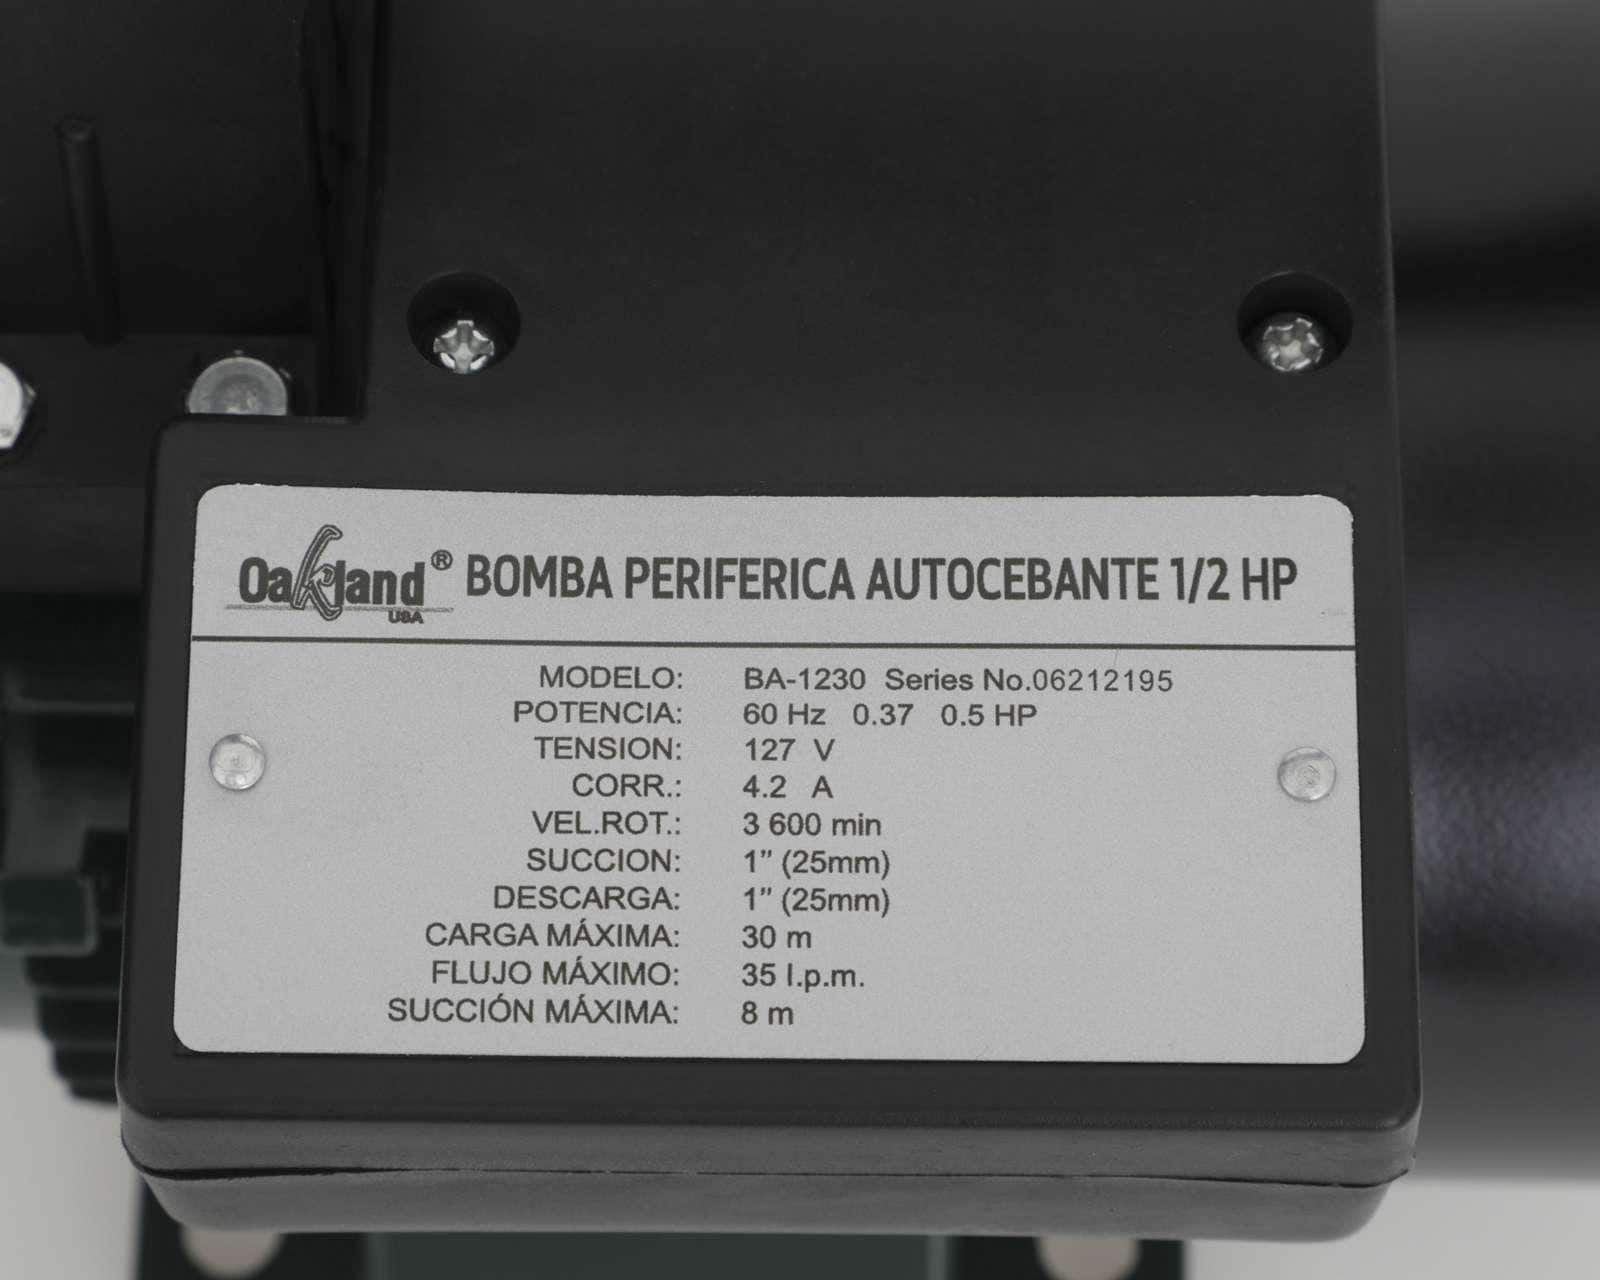 Oakland® BOMBA PERIFERICA AUTOCEBANTE 1/2 HP
USA
MODELO: BA-1230 Series No.06212195
POTENCIA: 60 Hz 0.37 0.5 HP
TENSION: 127 V
CORR.: 4.2 A
VEL.ROT.: 3 600 min
SUCCION: 1” (25mm)
DESCARGA: 1” (25mm)
CARGA MÁXIMA: 30 m
FLUJO MÁXIMO: 35 l.p.m.
SUCCIÓN MÁXIMA: 8 m